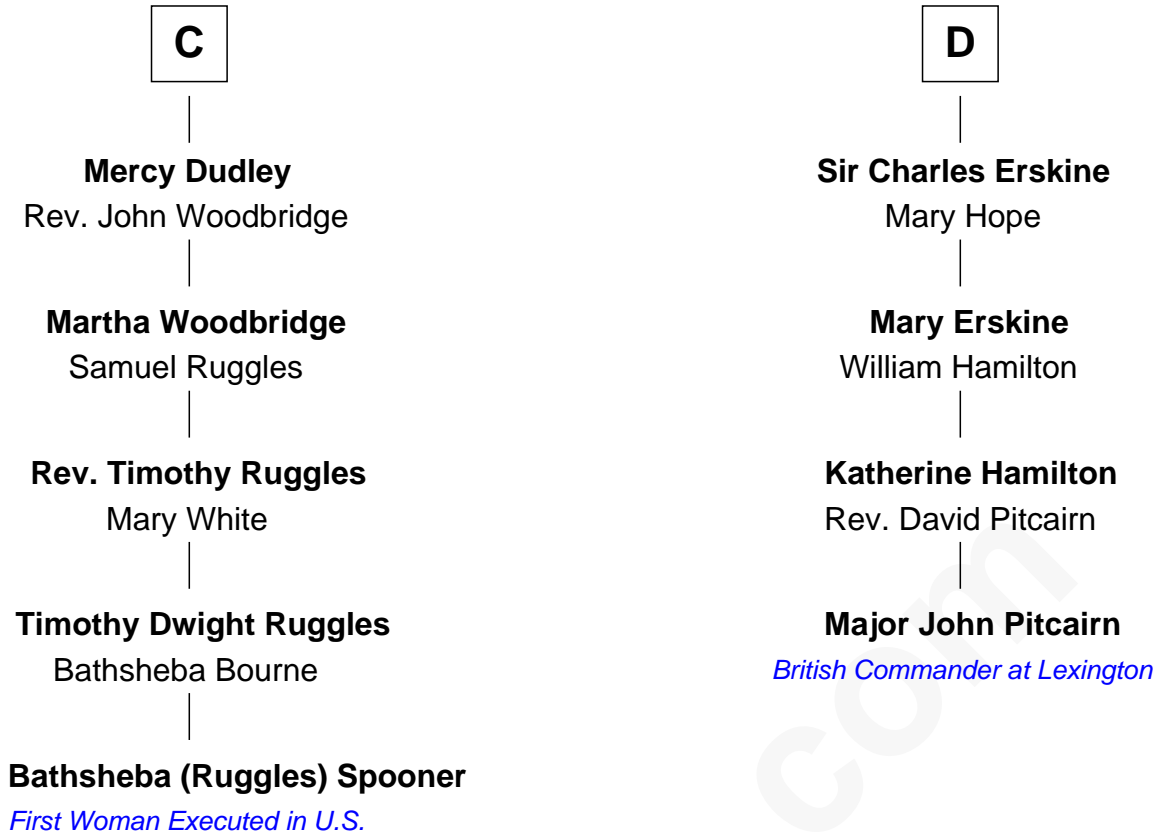 C
Mercy Dudley
Rev. John Woodbridge
Martha Woodbridge
Samuel Ruggles
Rev. Timothy Ruggles
Mary White
Timothy Dwight Ruggles
Bathsheba Bourne
Bathsheba (Ruggles) Spooner
First Woman Executed in U.S.
D
Sir Charles Erskine
Mary Hope
Mary Erskine
William Hamilton
Katherine Hamilton
Rev. David Pitcairn
Major John Pitcairn
British Commander at Lexington
com